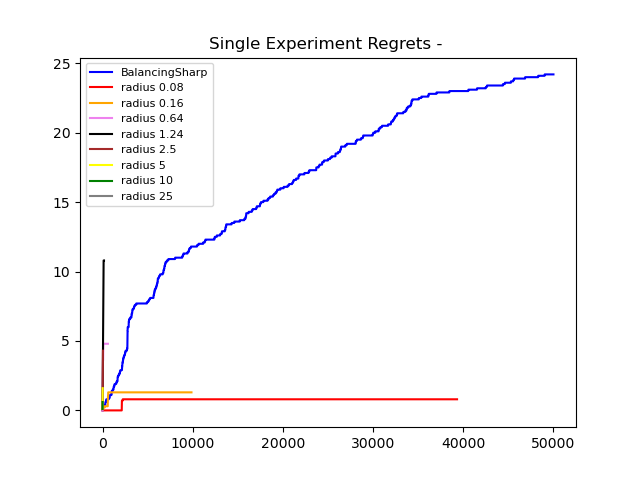 Single Experiment Regrets -
25
20
15
10
5
0
BalancingSharp
radius 0.08
radius 0.16
radius 0.64
radius 1.24
radius 2.5
radius 5
radius 10
radius 25
0 10000 20000 30000 40000 50000